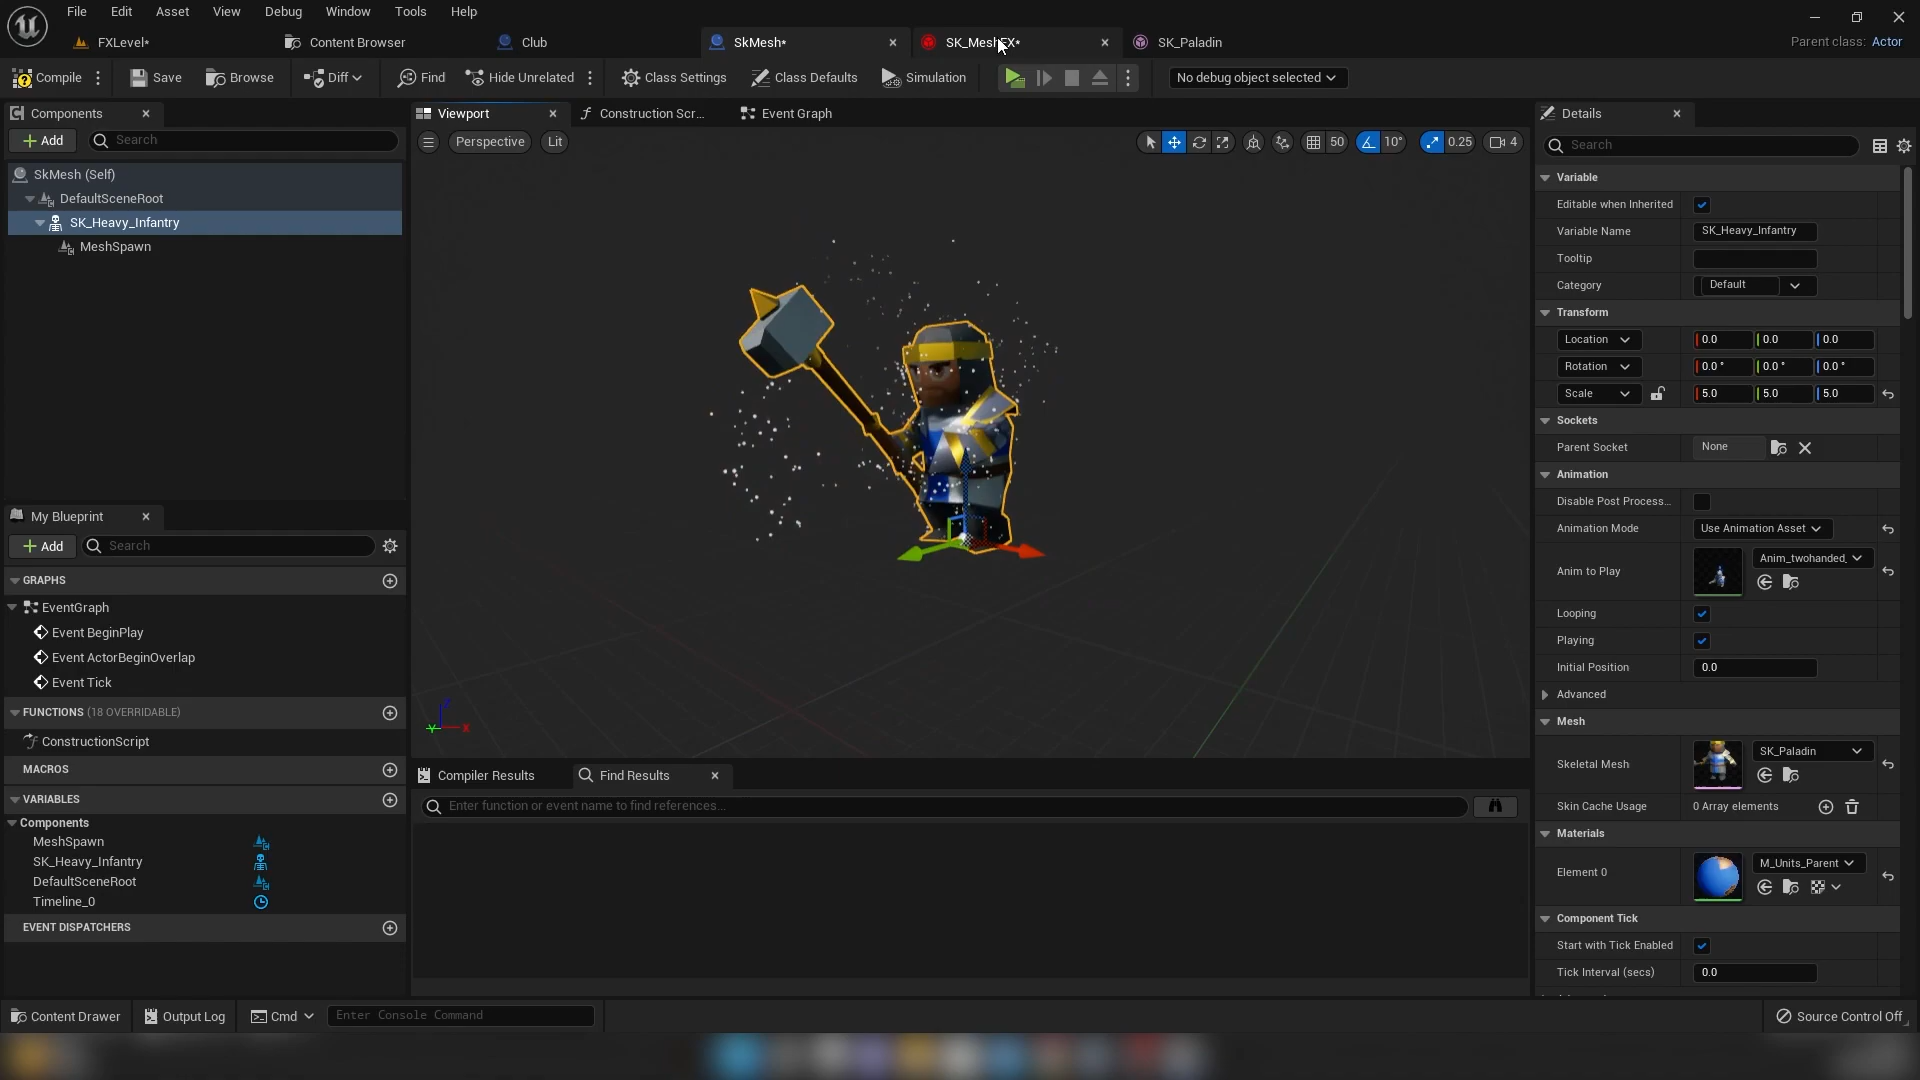 File Edit Asset View Debug Window Tools Help
FXLevel* Content Browser Club SkMesh* SK_MeshFX* SK_Paladin Parent class: Actor
Compile Save Browse Diff Find Hide Unrelated Class Settings Class Defaults Simulation No debug object selected
Components
Add Search
SkMesh (Self)
DefaultSceneRoot
SK_Heavy_Infantry
MeshSpawn
My Blueprint
Add Search
GRAPHS
EventGraph
Event BeginPlay
Event ActorBeginOverlap
Event Tick
FUNCTIONS (18 OVERRIDABLE)
ConstructionScript
MACROS
VARIABLES
Components
MeshSpawn
SK_Heavy_Infantry
DefaultSceneRoot
Timeline_0
EVENT DISPATCHERS
Viewport Construction Scr... Event Graph
Perspective Lit 50 10° 0.25 4
Z
Y X
Compiler Results Find Results
Enter function or event name to find references...
Details
Search
Variable
Editable when Inherited
Variable Name SK_Heavy_Infantry
Tooltip
Category Default
Transform
Location 0.0 0.0 0.0
Rotation 0.0° 0.0° 0.0°
Scale 5.0 5.0 5.0
Sockets
Parent Socket None
Animation
Disable Post Process...
Animation Mode Use Animation Asset
Anim to Play Anim_twohanded_
Looping
Playing
Initial Position 0.0
Advanced
Mesh
Skeletal Mesh SK_Paladin
Skin Cache Usage 0 Array elements
Materials
Element 0 M_Units_Parent
Component Tick
Start with Tick Enabled
Tick Interval (secs) 0.0
Content Drawer Output Log Cmd Enter Console Command Source Control Off